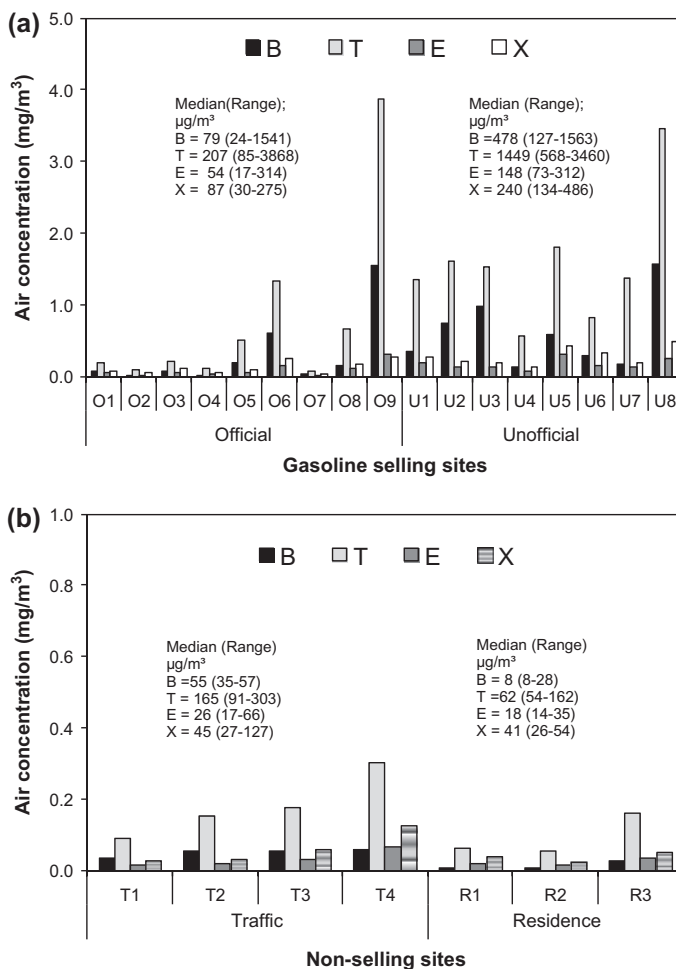 (a)
Air concentration (mg/m³)
5.0
4.0
3.0
2.0
1.0
0.0
B T E X
Median(Range);
µg/m³
B = 79 (24-1541)
T = 207 (85-3868)
E = 54 (17-314)
X = 87 (30-275)
Median(Range);
µg/m³
B =478 (127-1563)
T = 1449 (568-3460)
E = 148 (73-312)
X = 240 (134-486)
O1 O2 O3 O4 O5 O6 O7 O8 O9 U1 U2 U3 U4 U5 U6 U7 U8
Official Unofficial
Gasoline selling sites
(b)
Air concentration (mg/m³)
1.0
0.8
0.6
0.4
0.2
0.0
B T E X
Median (Range)
µg/m³
B =55 (35-57)
T = 165 (91-303)
E = 26 (17-66)
X = 45 (27-127)
Median (Range)
µg/m³
B = 8 (8-28)
T =62 (54-162)
E = 18 (14-35)
X = 41 (26-54)
T1 T2 T3 T4 R1 R2 R3
Traffic Residence
Non-selling sites